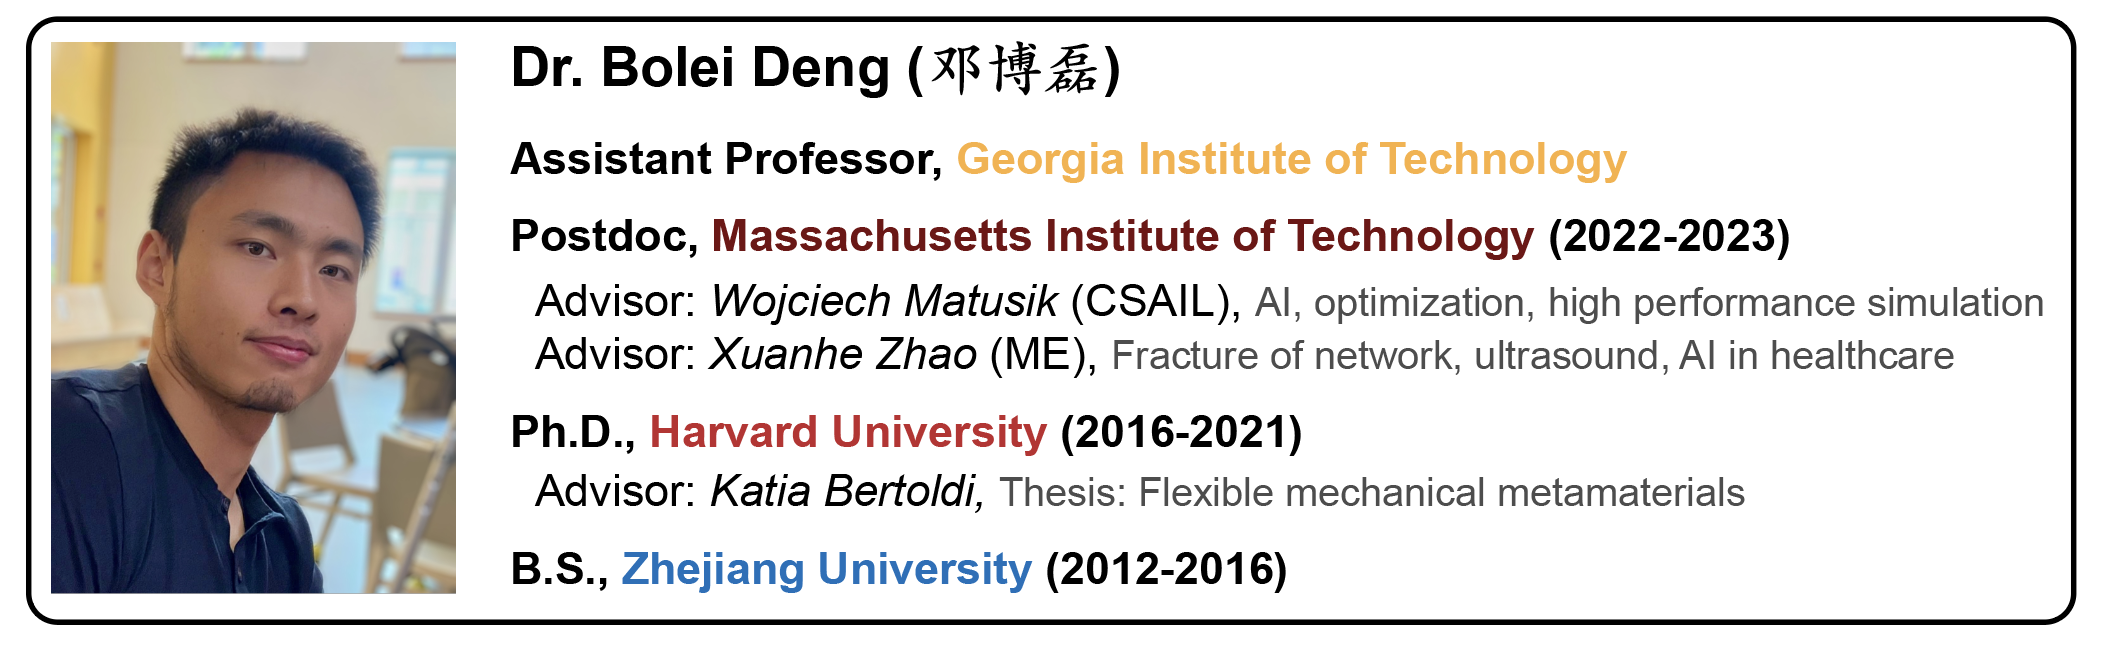 Dr. Bolei Deng (邓博磊)
Assistant Professor, Georgia Institute of Technology
Postdoc, Massachusetts Institute of Technology (2022-2023)
Advisor: Wojciech Matusik (CSAIL), AI, optimization, high performance simulation
Advisor: Xuanhe Zhao (ME), Fracture of network, ultrasound, AI in healthcare
Ph.D., Harvard University (2016-2021)
Advisor: Katia Bertoldi, Thesis: Flexible mechanical metamaterials
B.S., Zhejiang University (2012-2016)